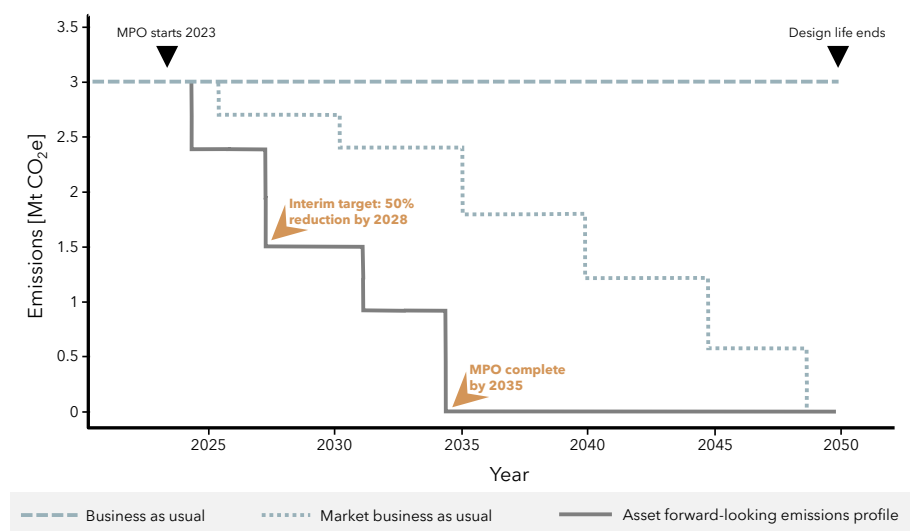 3.5
MPO starts 2023
Design life ends
3
2.5
2
1.5
1
0.5
0
Emissions [Mt CO₂e]
Interim target: 50%
reduction by 2028
MPO complete
by 2035
2025
2030
2035
2040
2045
2050
Year
Business as usual
Market business as usual
Asset forward-looking emissions profile